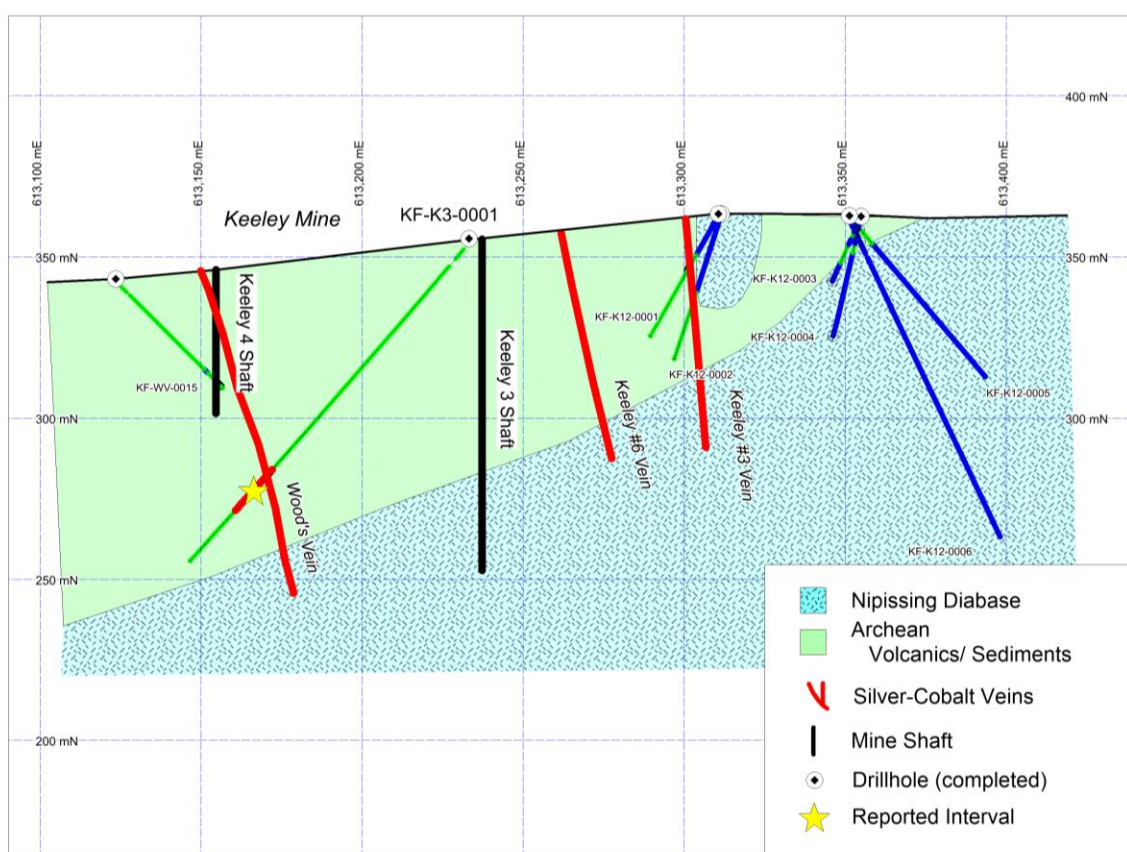 613,100 mE
613,150 mE
613,200 mE
613,250 mE
613,300 mE
613,350 mE
613,400 mE
400 mN
Keeley Mine
KF-K3-0001
350 mN
350 mN
KF-K12-0003
KF-K12-0001
KF-K12-0004
KF-WV-0015
Keeley 4 Shaft
KF-K12-0002
KF-K12-0005
300 mN
300 mN
Keeley 3 Shaft
Keeley #6 Vein
Keeley #3 Vein
Wood's Vein
KF-K12-0006
250 mN
200 mN
Nipissing Diabase
Archean
Volcanics/ Sediments
Silver-Cobalt Veins
Mine Shaft
Drillhole (completed)
Reported Interval